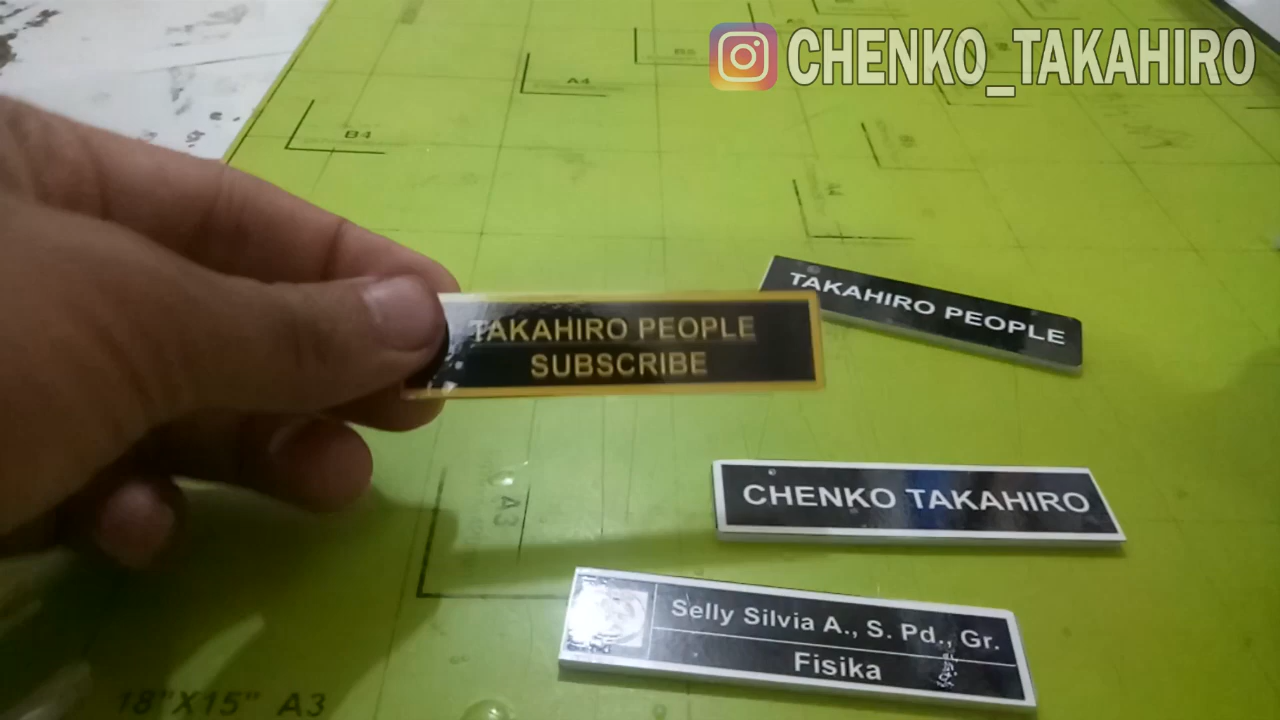 CHENKO_TAKAHIRO
B5
A4
B4
TAKAHIRO PEOPLE
TAKAHIRO PEOPLE
SUBSCRIBE
CHENKO TAKAHIRO
A3
Selly Silvia A., S. Pd., Gr.
Fisika
18"X15" A3